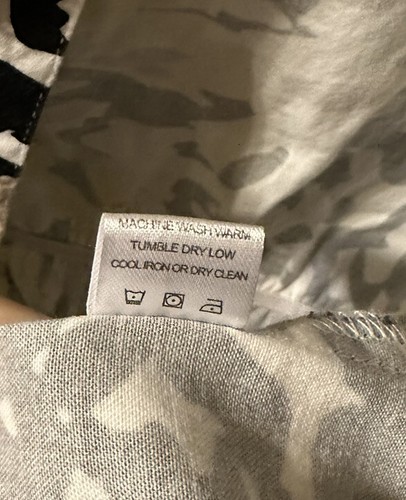 MACHINE WASH WARM
TUMBLE DRY LOW
COOL IRON OR DRY CLEAN